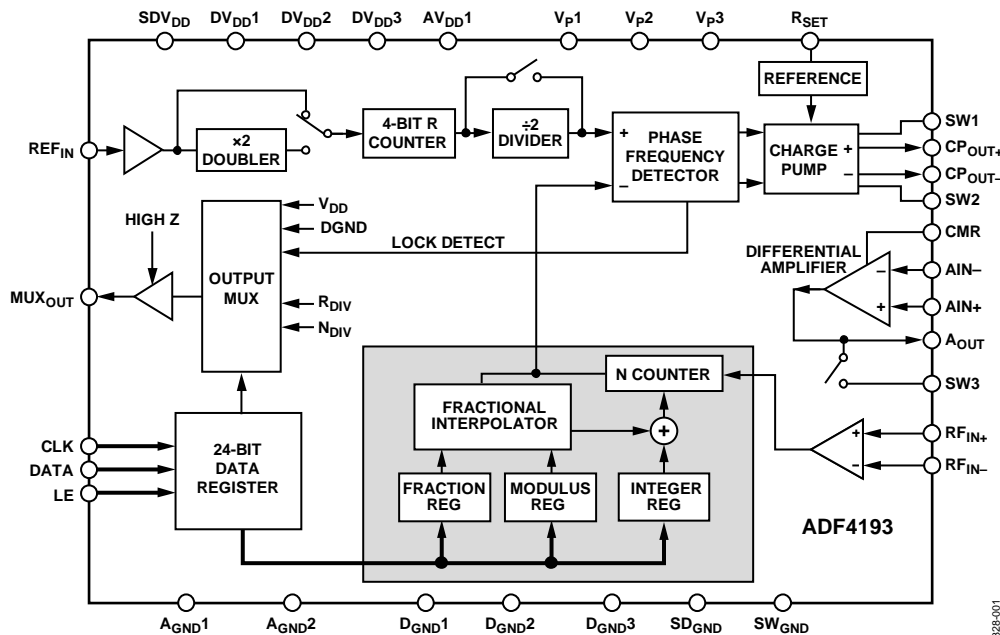 SDVDD DVDD1 DVDD2 DVDD3 AVDD1 VP1 VP2 VP3 RSET
REFERENCE
REFIN
×2
DOUBLER
4-BIT R
COUNTER
÷2
DIVIDER
+
−
PHASE
FREQUENCY
DETECTOR
CHARGE
PUMP
+
−
SW1
CPOUT+
CPOUT−
SW2
HIGH Z
MUXOUT
OUTPUT
MUX
VDD
DGND
LOCK DETECT
RDIV
NDIV
DIFFERENTIAL
AMPLIFIER
−
+
CMR
AIN−
AIN+
AOUT
SW3
CLK
DATA
LE
24-BIT
DATA
REGISTER
N COUNTER
FRACTIONAL
INTERPOLATOR
+
FRACTION
REG
MODULUS
REG
INTEGER
REG
+
−
RFIN+
RFIN−
ADF4193
AGND1 AGND2 DGND1 DGND2 DGND3 SDGND SWGND
328-001